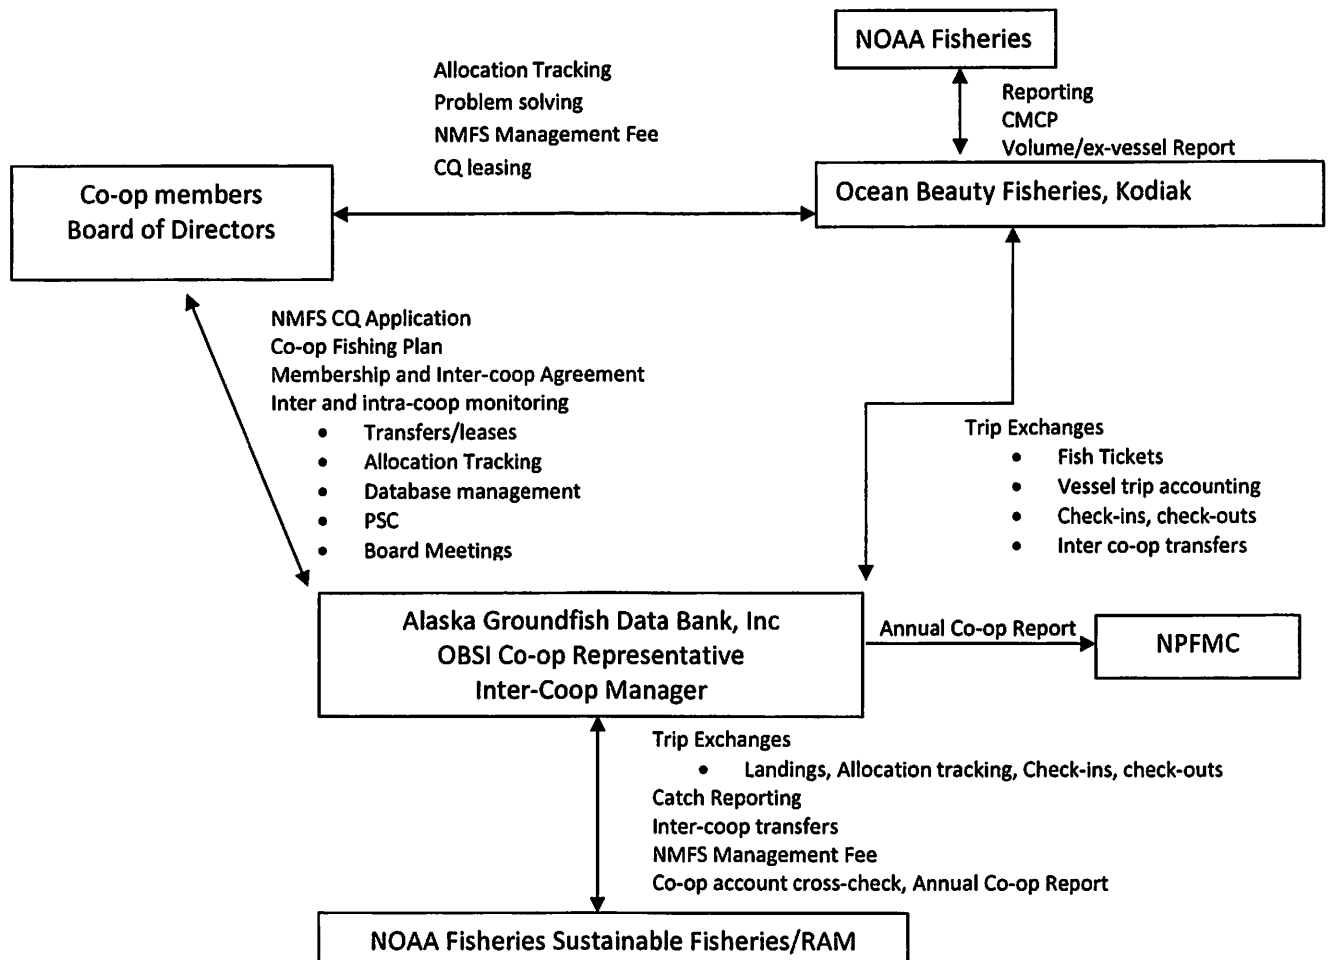 NOAA Fisheries
Allocation Tracking
Problem solving
NMFS Management Fee
CQ leasing
Reporting
CMCP
Volume/ex-vessel Report
Co-op members
Board of Directors
Ocean Beauty Fisheries, Kodiak
NMFS CQ Application
Co-op Fishing Plan
Membership and Inter-coop Agreement
Inter and intra-coop monitoring
• Transfers/leases
• Allocation Tracking
• Database management
• PSC
• Board Meetings
Trip Exchanges
• Fish Tickets
• Vessel trip accounting
• Check-ins, check-outs
• Inter co-op transfers
Alaska Groundfish Data Bank, Inc
OBSI Co-op Representative
Inter-Coop Manager
Annual Co-op Report
NPFMC
Trip Exchanges
• Landings, Allocation tracking, Check-ins, check-outs
Catch Reporting
Inter-coop transfers
NMFS Management Fee
Co-op account cross-check, Annual Co-op Report
NOAA Fisheries Sustainable Fisheries/RAM